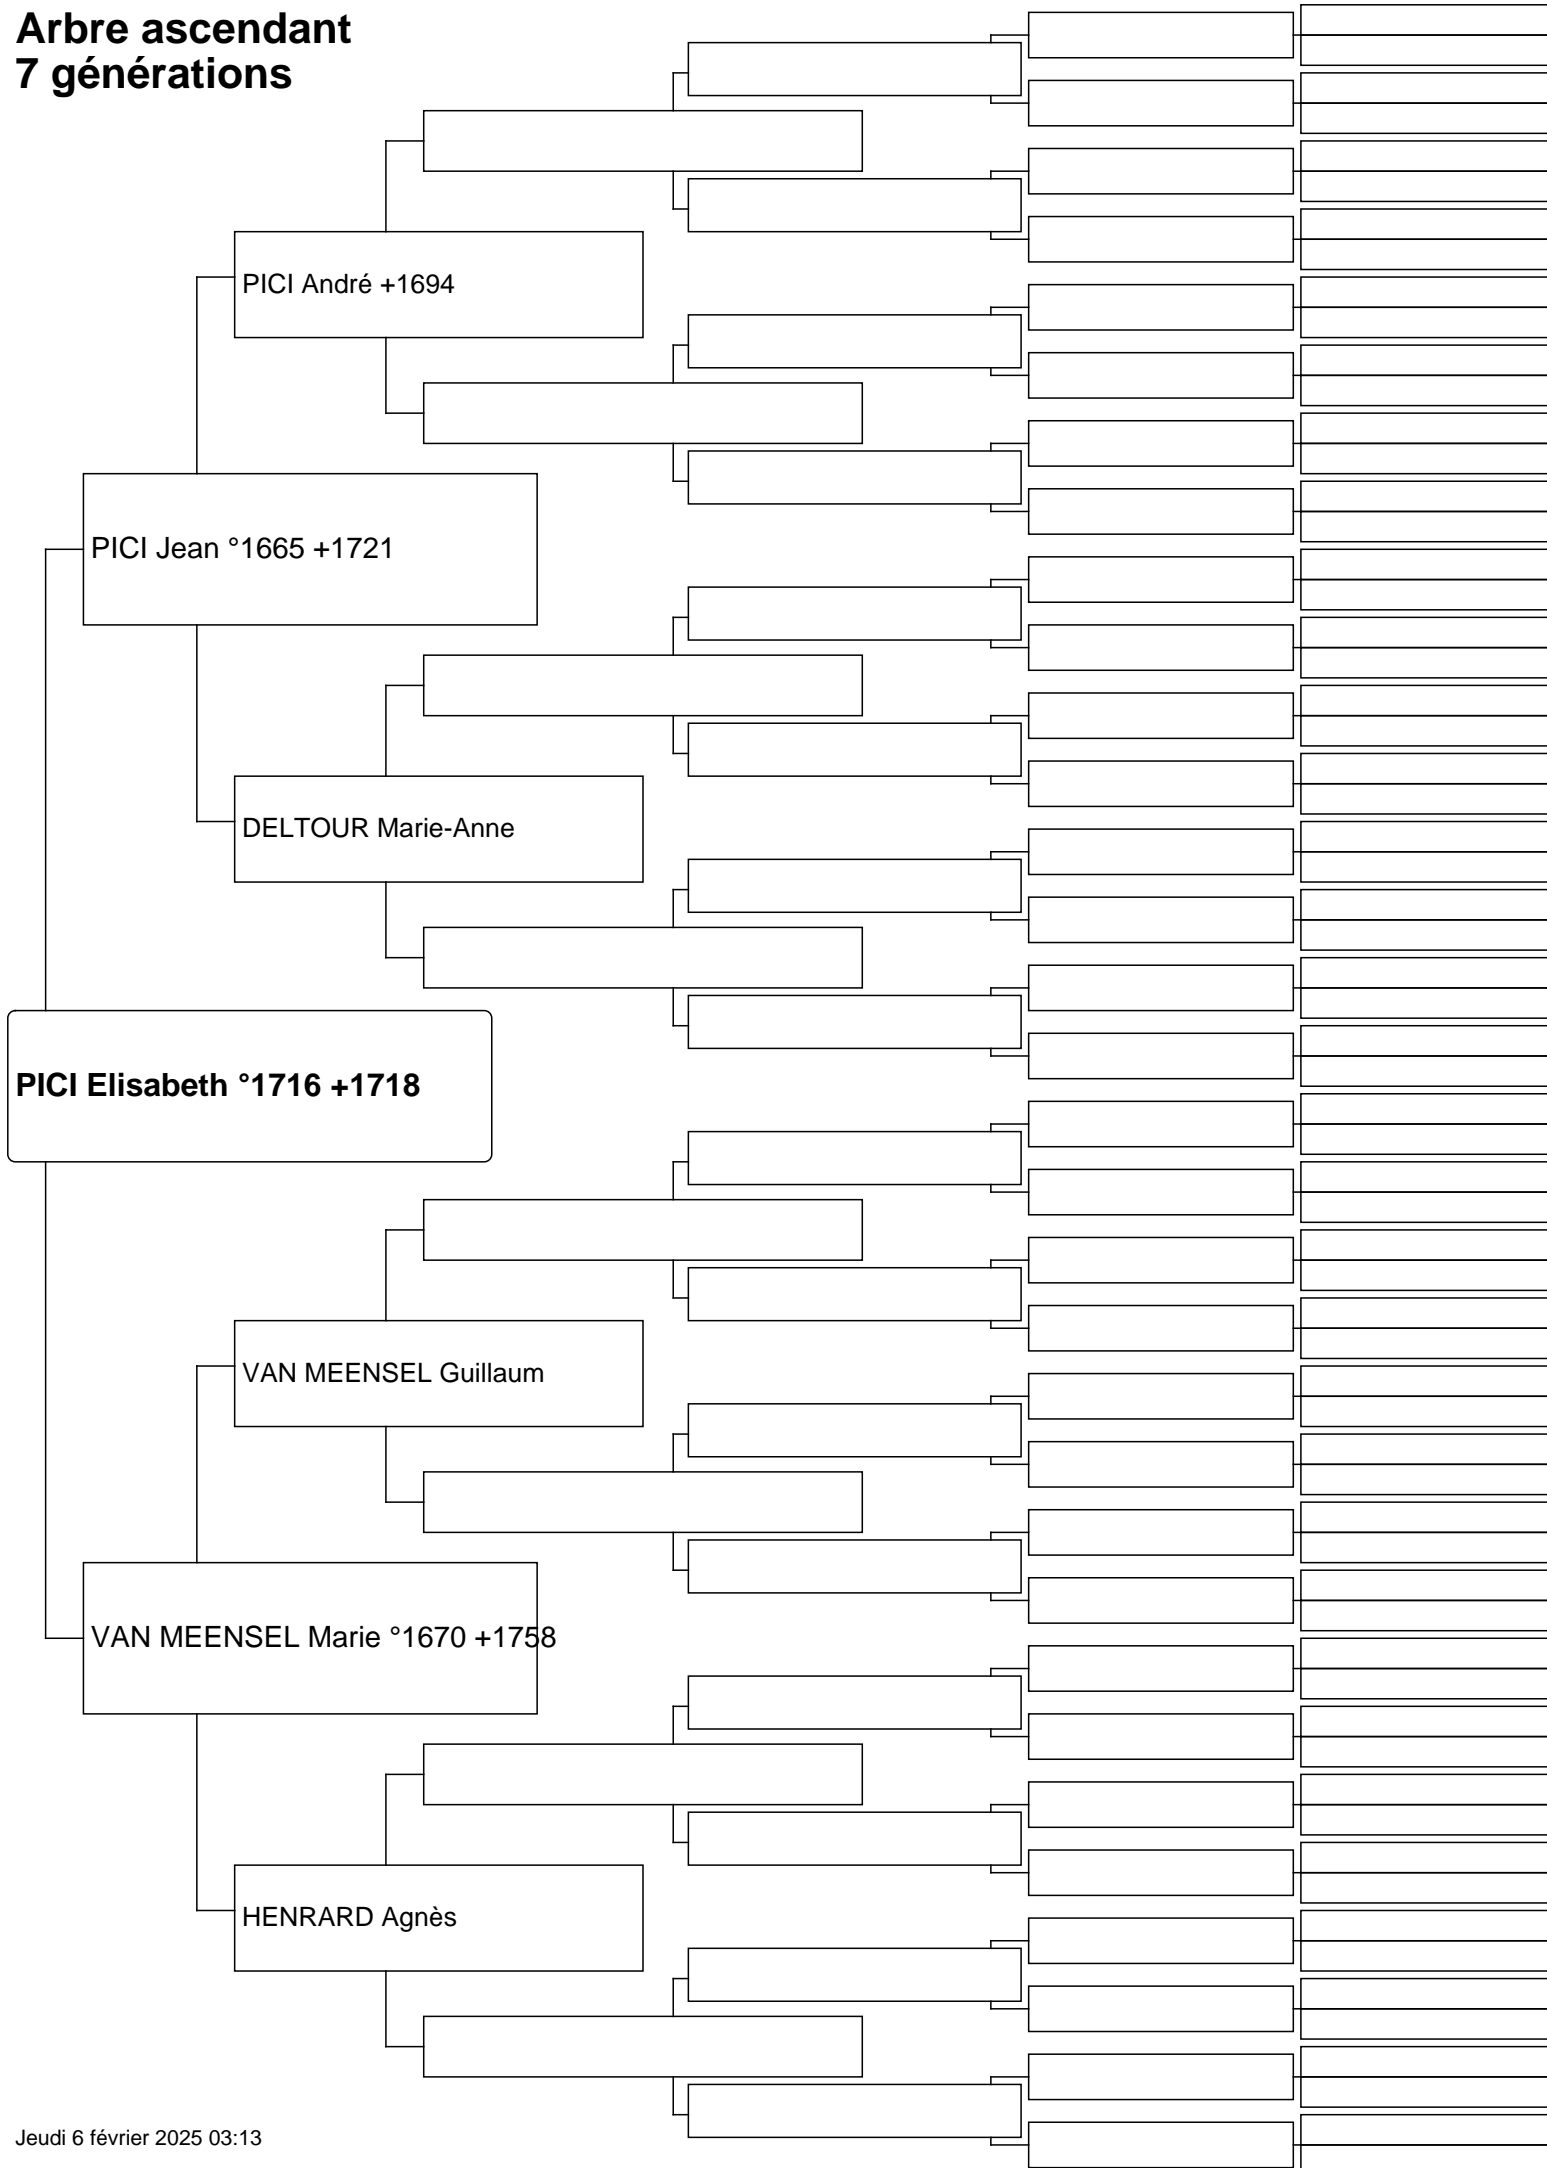 Arbre ascendant
7 générations
PICI André +1694
PICI Jean °1665 +1721
DELTOUR Marie-Anne
PICI Elisabeth °1716 +1718
VAN MEENSEL Guillaum
VAN MEENSEL Marie °1670 +1758
HENRARD Agnès
Jeudi 6 février 2025 03:13